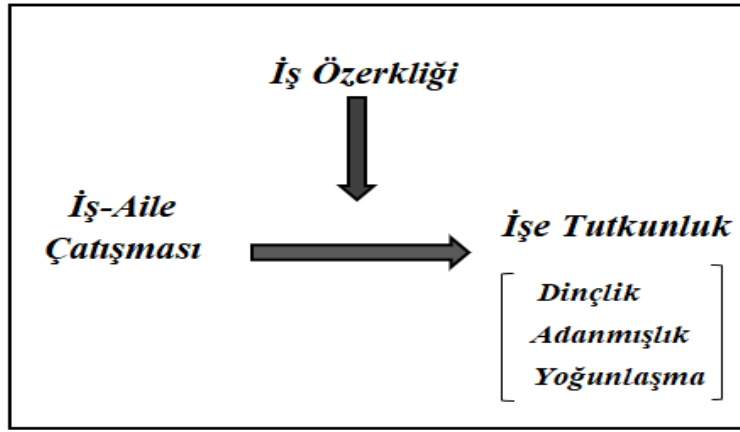 İş Özerkliği
İş-Aile
Çatışması
İşe Tutkunluk
Dinçlik
Adanmışlık
Yoğunlaşma